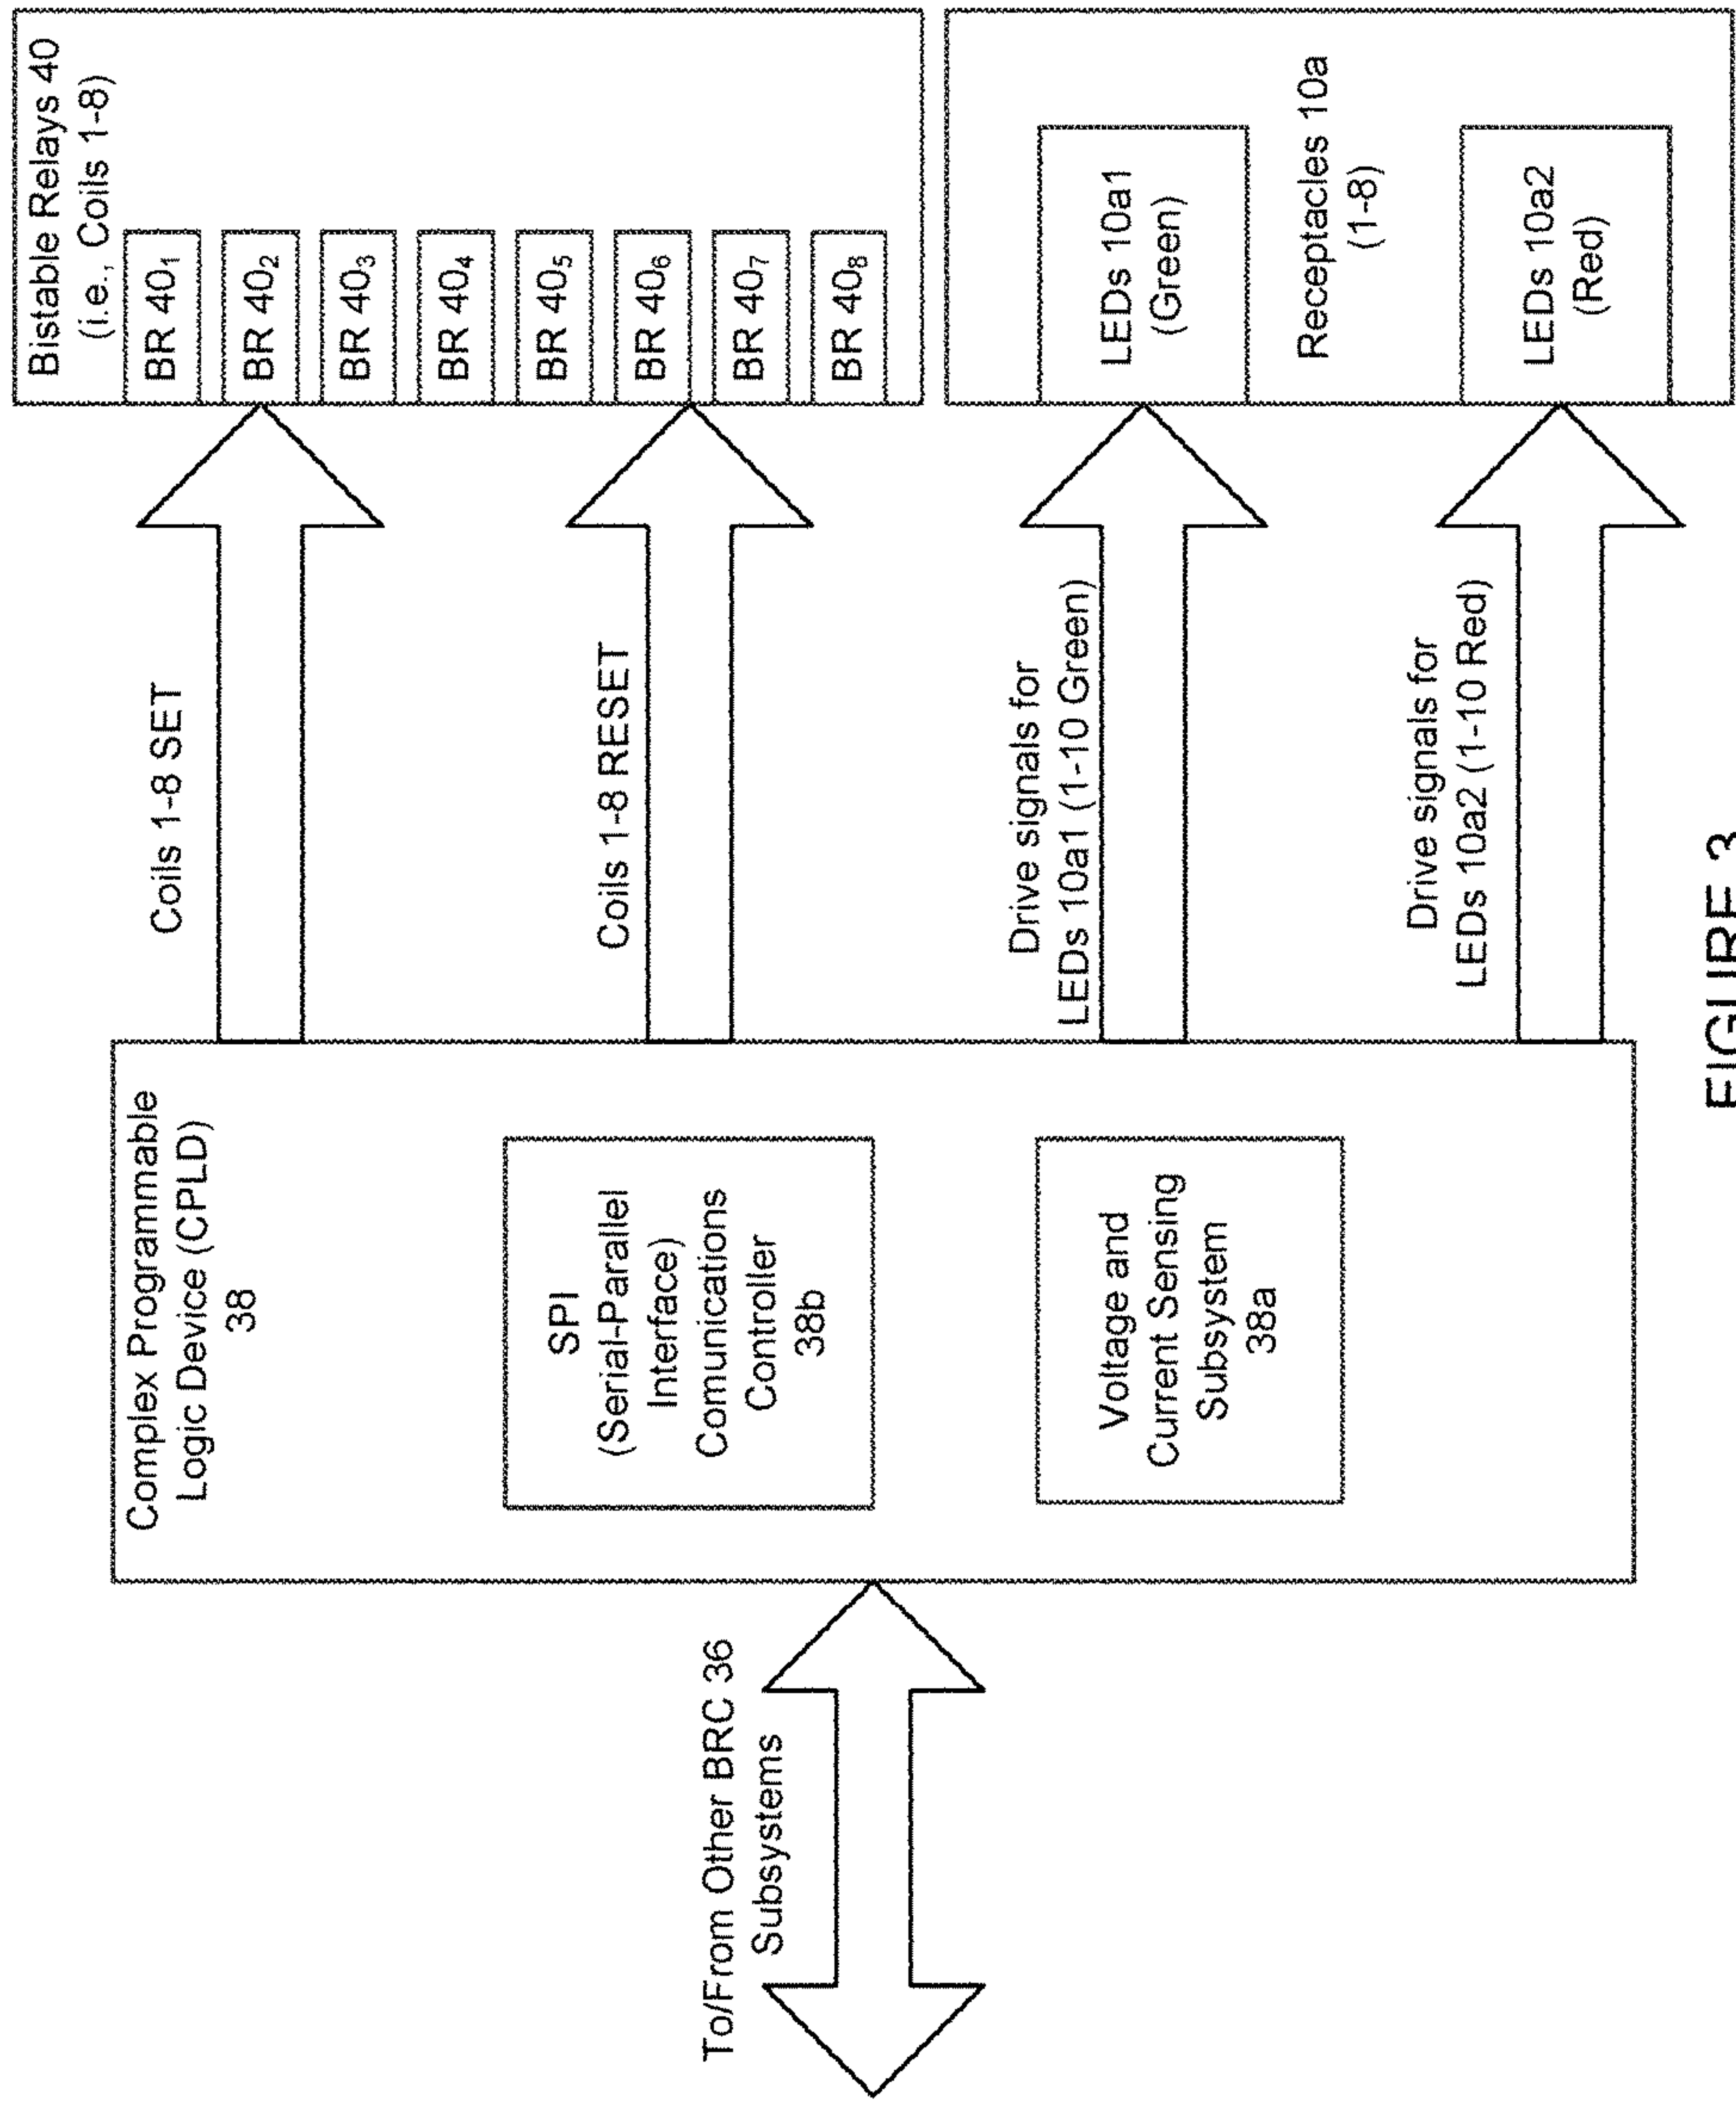 To/From Other BRC 36
Subsystems
Complex Programmable
Logic Device (CPLD)
38
SPI
(Serial-Parallel
Interface)
Comunications
Controller
38b
Voltage and
Current Sensing
Subsystem
38a
Coils 1-8 SET
Coils 1-8 RESET
Drive signals for
LEDs 10a1 (1-10 Green)
Drive signals for
LEDs 10a2 (1-10 Red)
Bistable Relays 40
(i.e., Coils 1-8)
BR 40₁
BR 40₂
BR 40₃
BR 40₄
BR 40₅
BR 40₆
BR 40₇
BR 40₈
LEDs 10a1
(Green)
Receptacles 10a
(1-8)
LEDs 10a2
(Red)
FIGURE 3